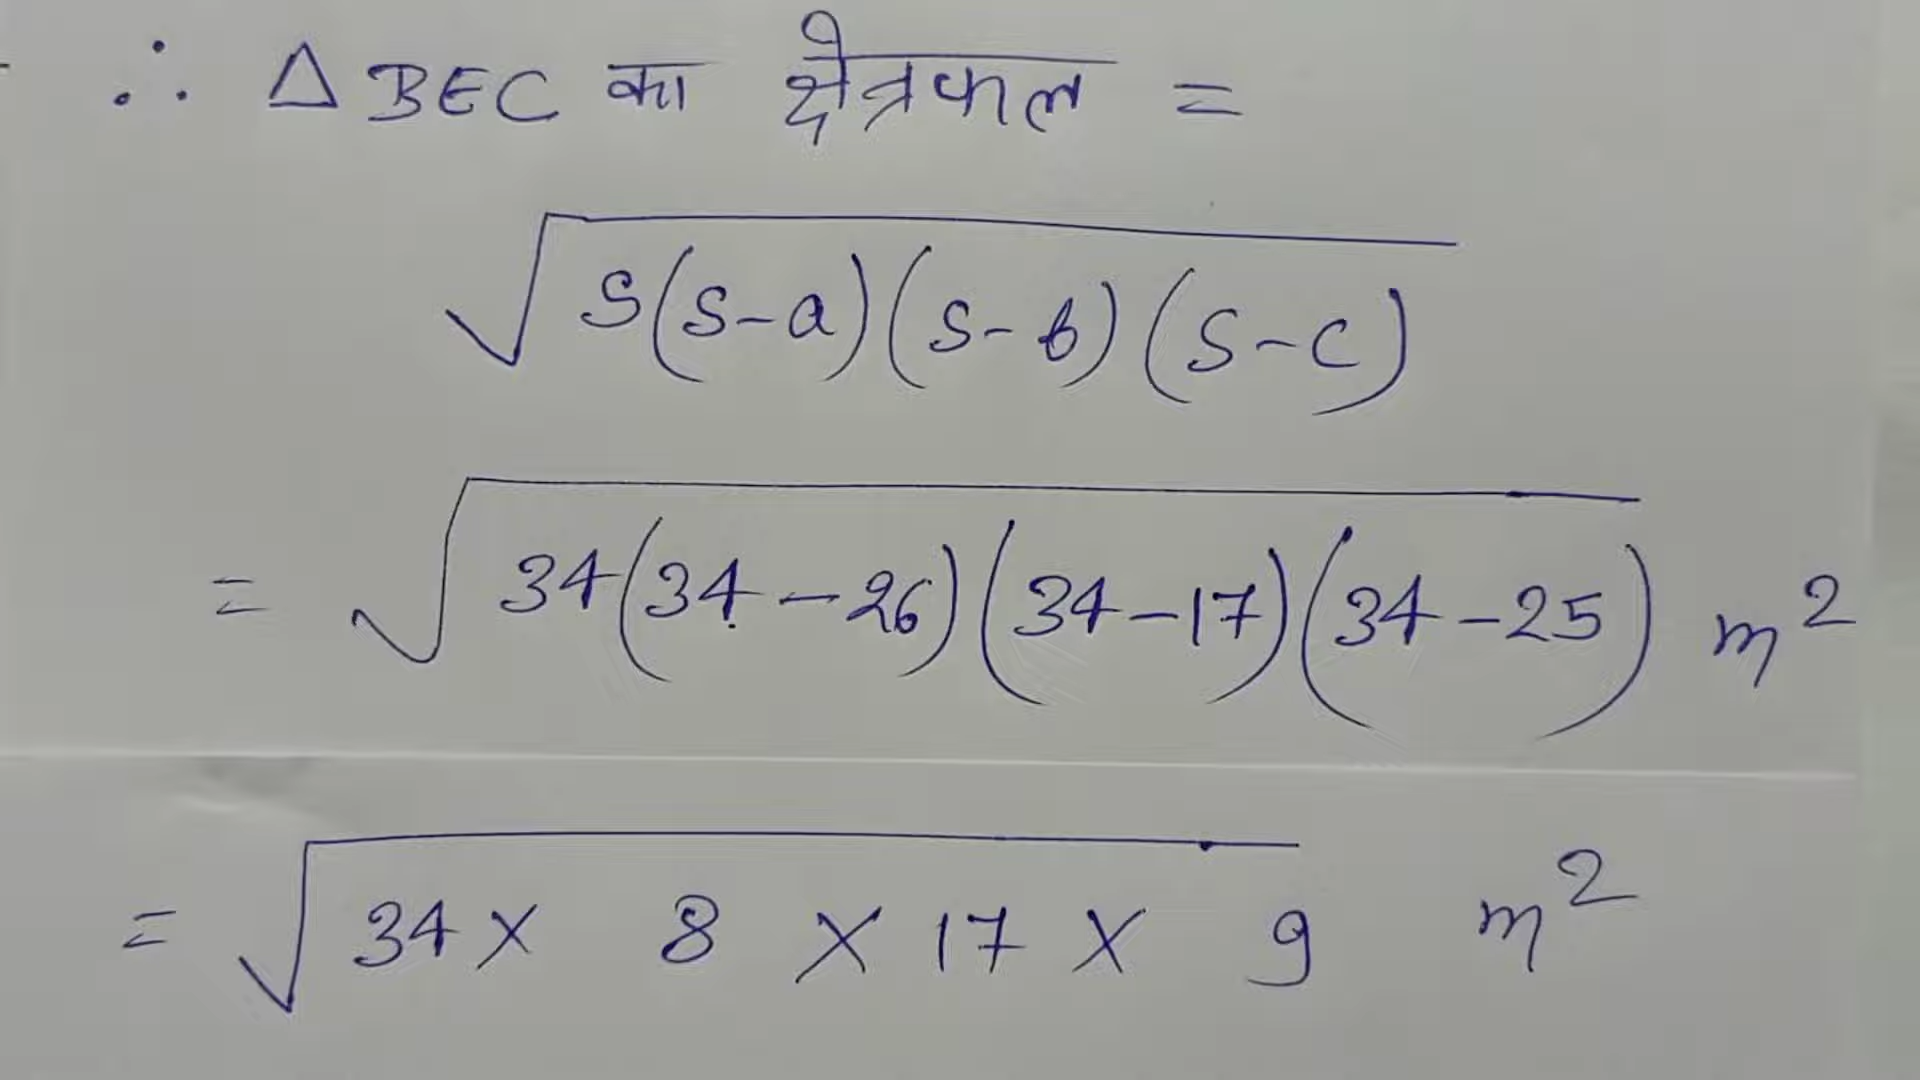 ∴ △ BEC का क्षेत्रफल =
√S(S-a)(S-b)(S-c)
= √34(34-26)(34-17)(34-25) m²
= √34 X 8 X 17 X 9 m²